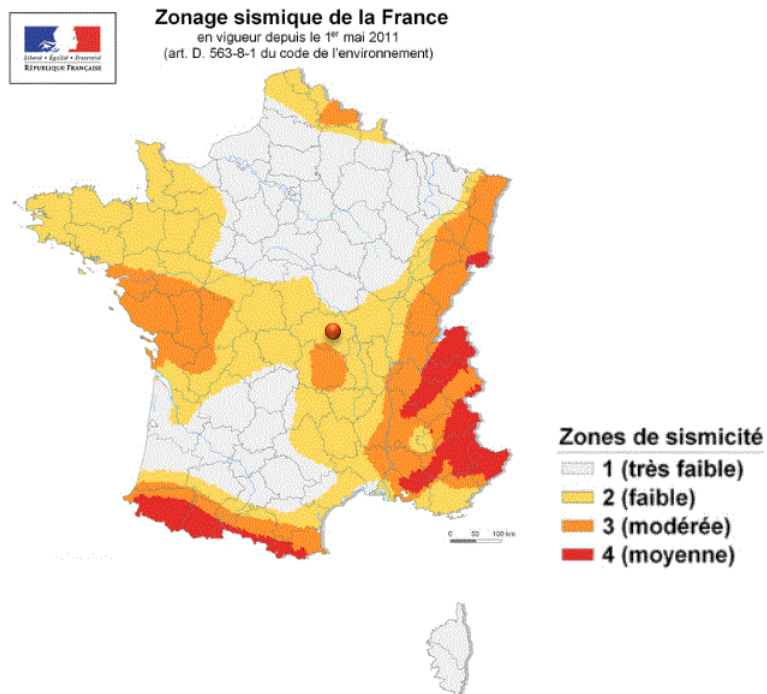 Zonage sismique de la France
en vigueur depuis le 1er mai 2011
(art. D. 563-8-1 du code de l'environnement)
Liberté • Égalité • Fraternité
RÉPUBLIQUE FRANÇAISE
Zones de sismicité
1 (très faible)
2 (faible)
3 (modérée)
4 (moyenne)
0 50 100 km